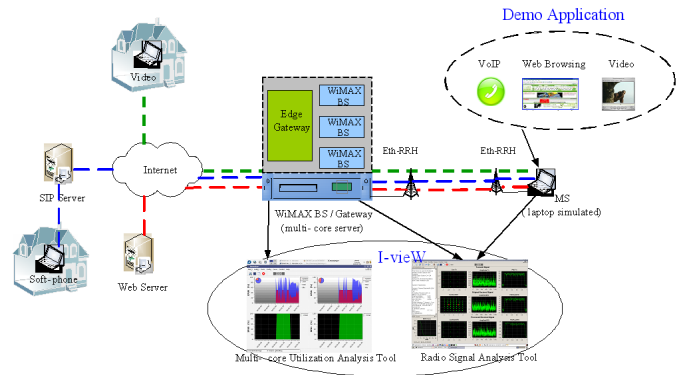 Demo Application
VoIP
Web Browsing
Video
Video
Edge
Gateway
WiMAX
BS
WiMAX
BS
WiMAX
BS
Internet
Eth-RRH
Eth-RRH
SIP Server
MS
( laptop simulated)
WiMAX BS / Gateway
(multi- core server)
I-vieW
Soft-phone
Web Server
Multi- core Utilization Analysis Tool
Radio Signal Analysis Tool